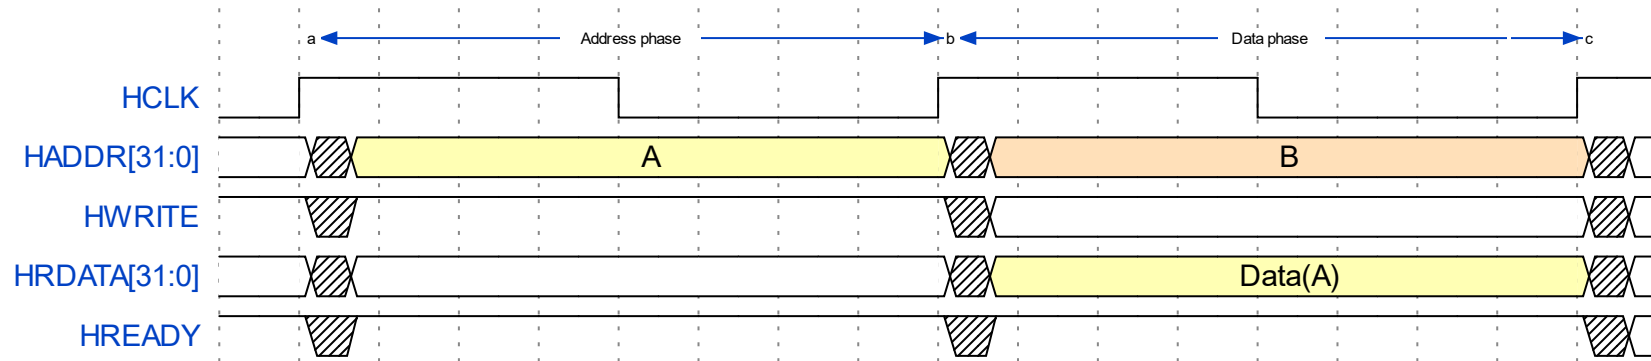 a Address phase b Data phase c
HCLK
HADDR[31:0] A B
HWRITE
HRDATA[31:0] Data(A)
HREADY